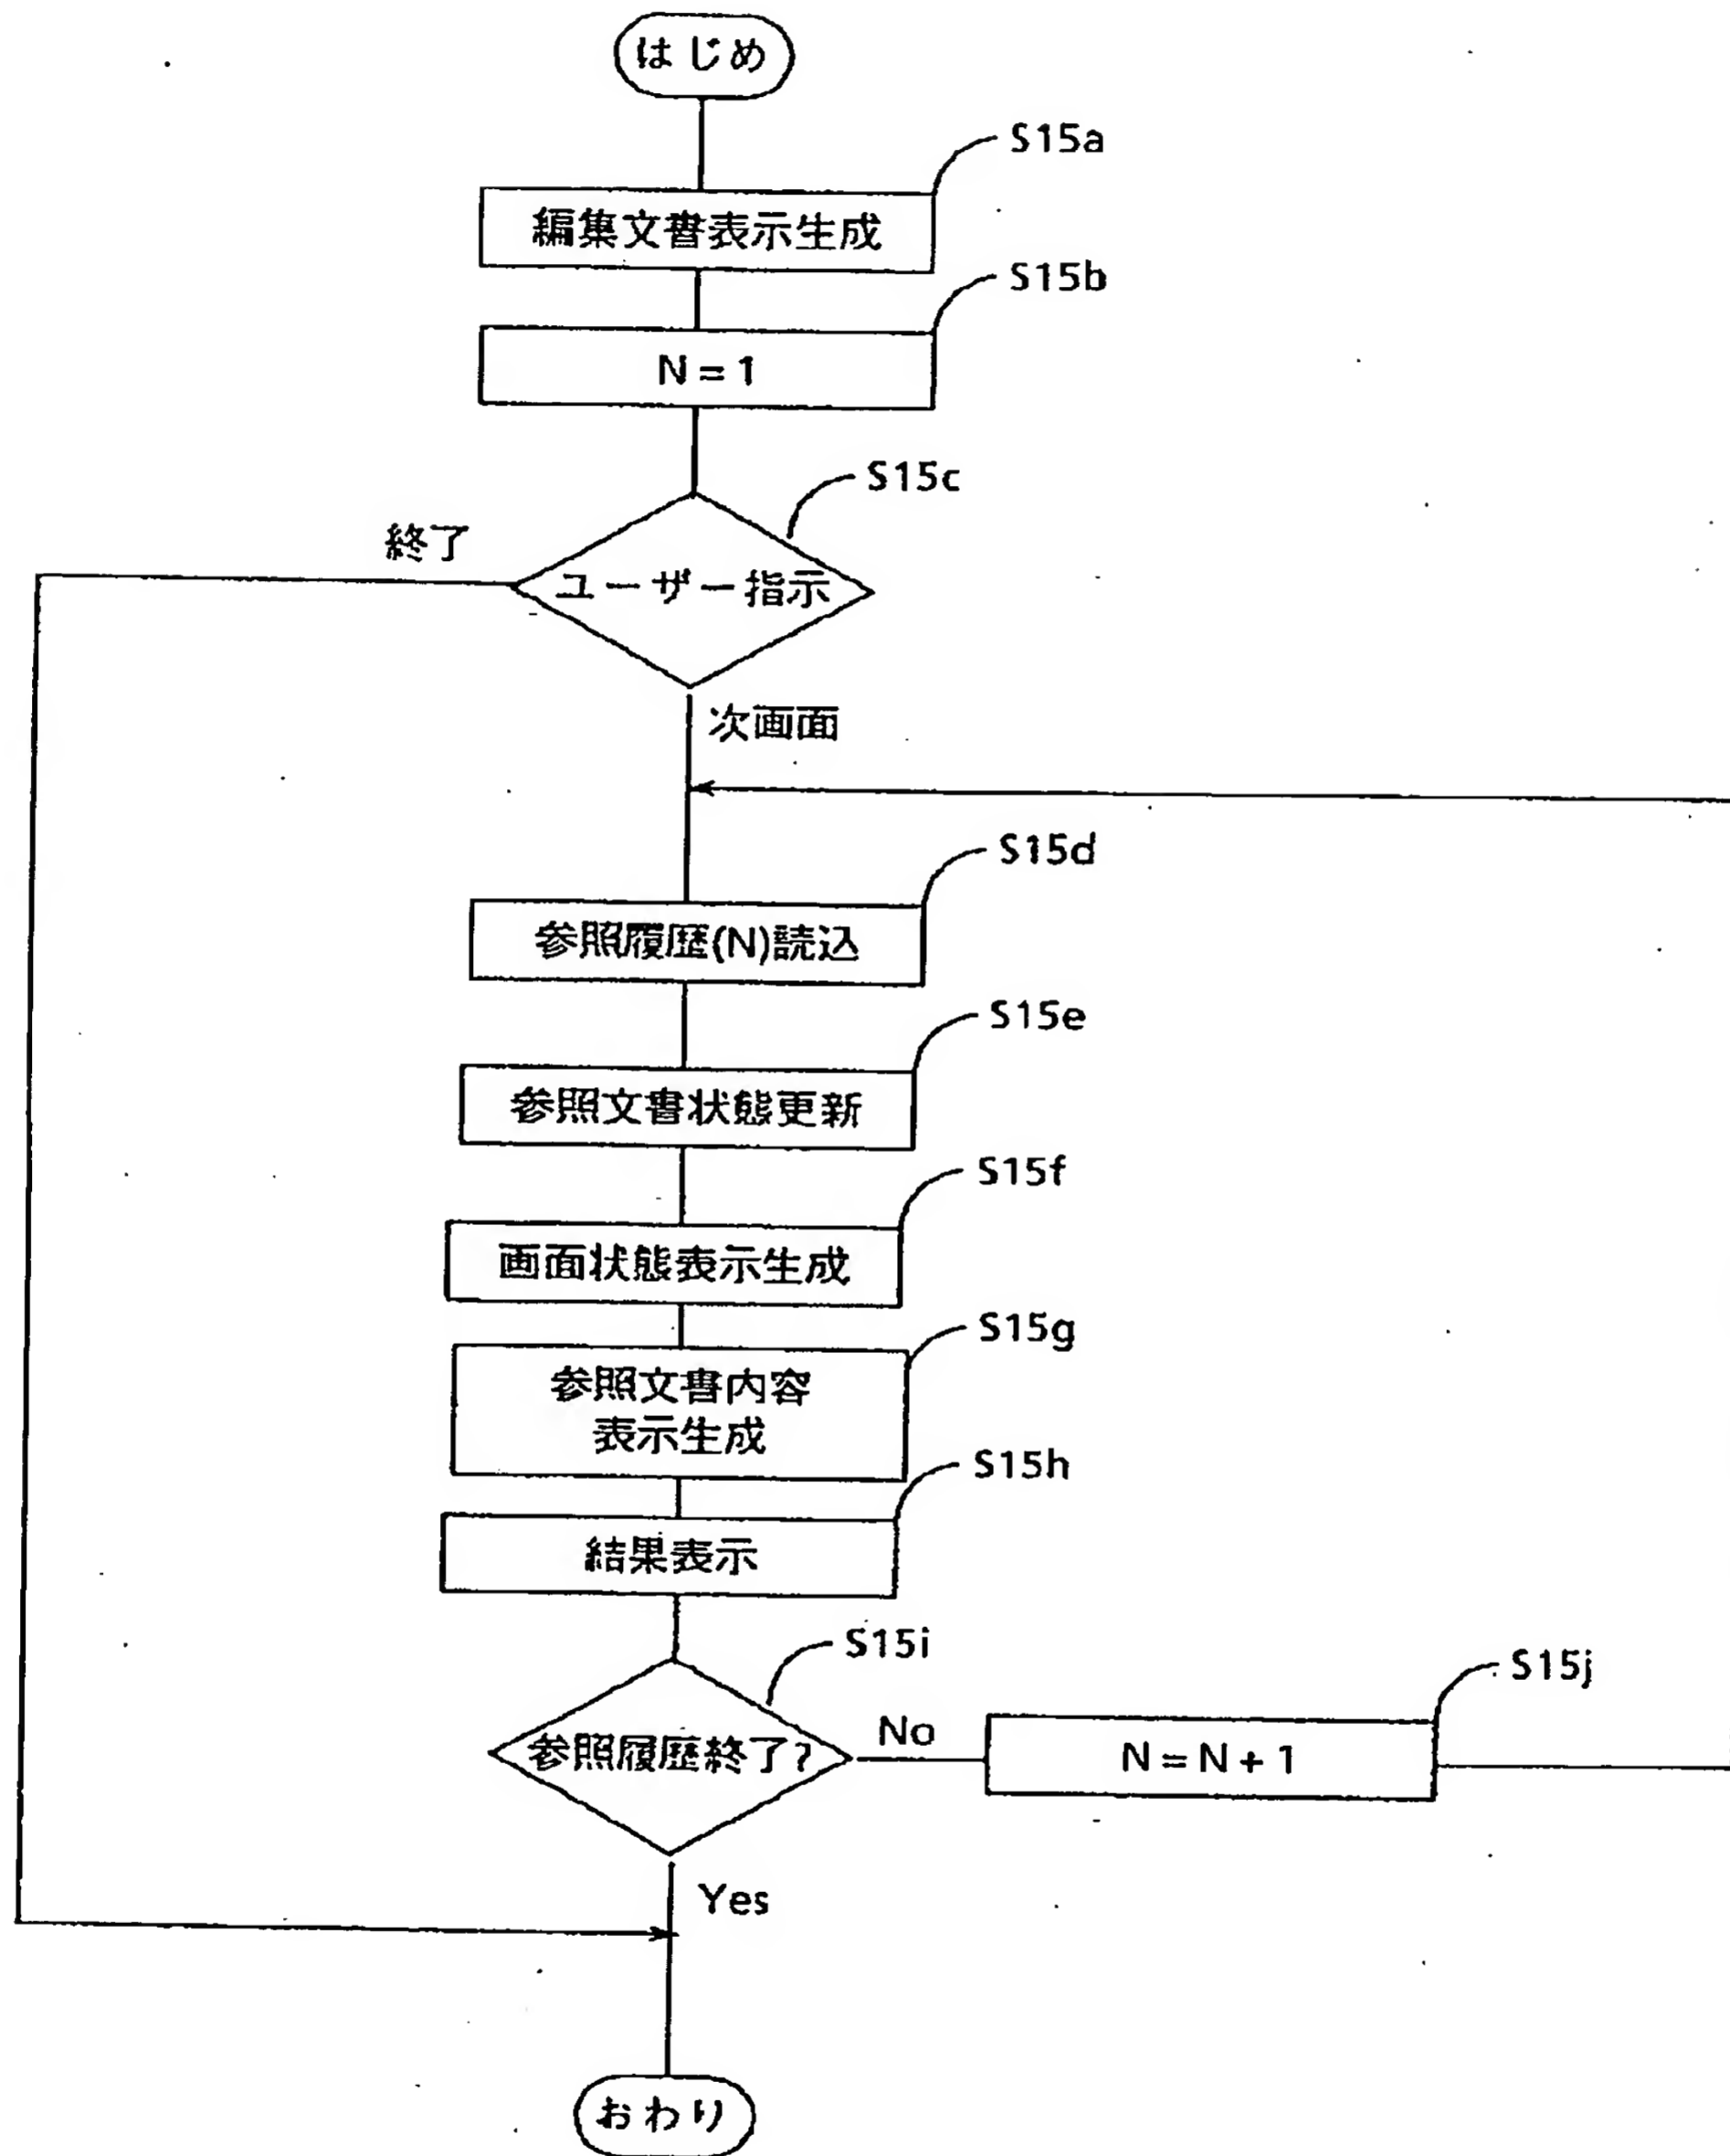 はじめ
S15a
編集文書表示生成
S15b
N=1
S15c
終了
ユーザー指示
次画面
S15d
参照履歴(N)読込
S15e
参照文書状態更新
S15f
画面状態表示生成
S15g
参照文書内容
表示生成
S15h
結果表示
S15i
参照履歴終了?
No
S15j
N=N+1
Yes
おわり